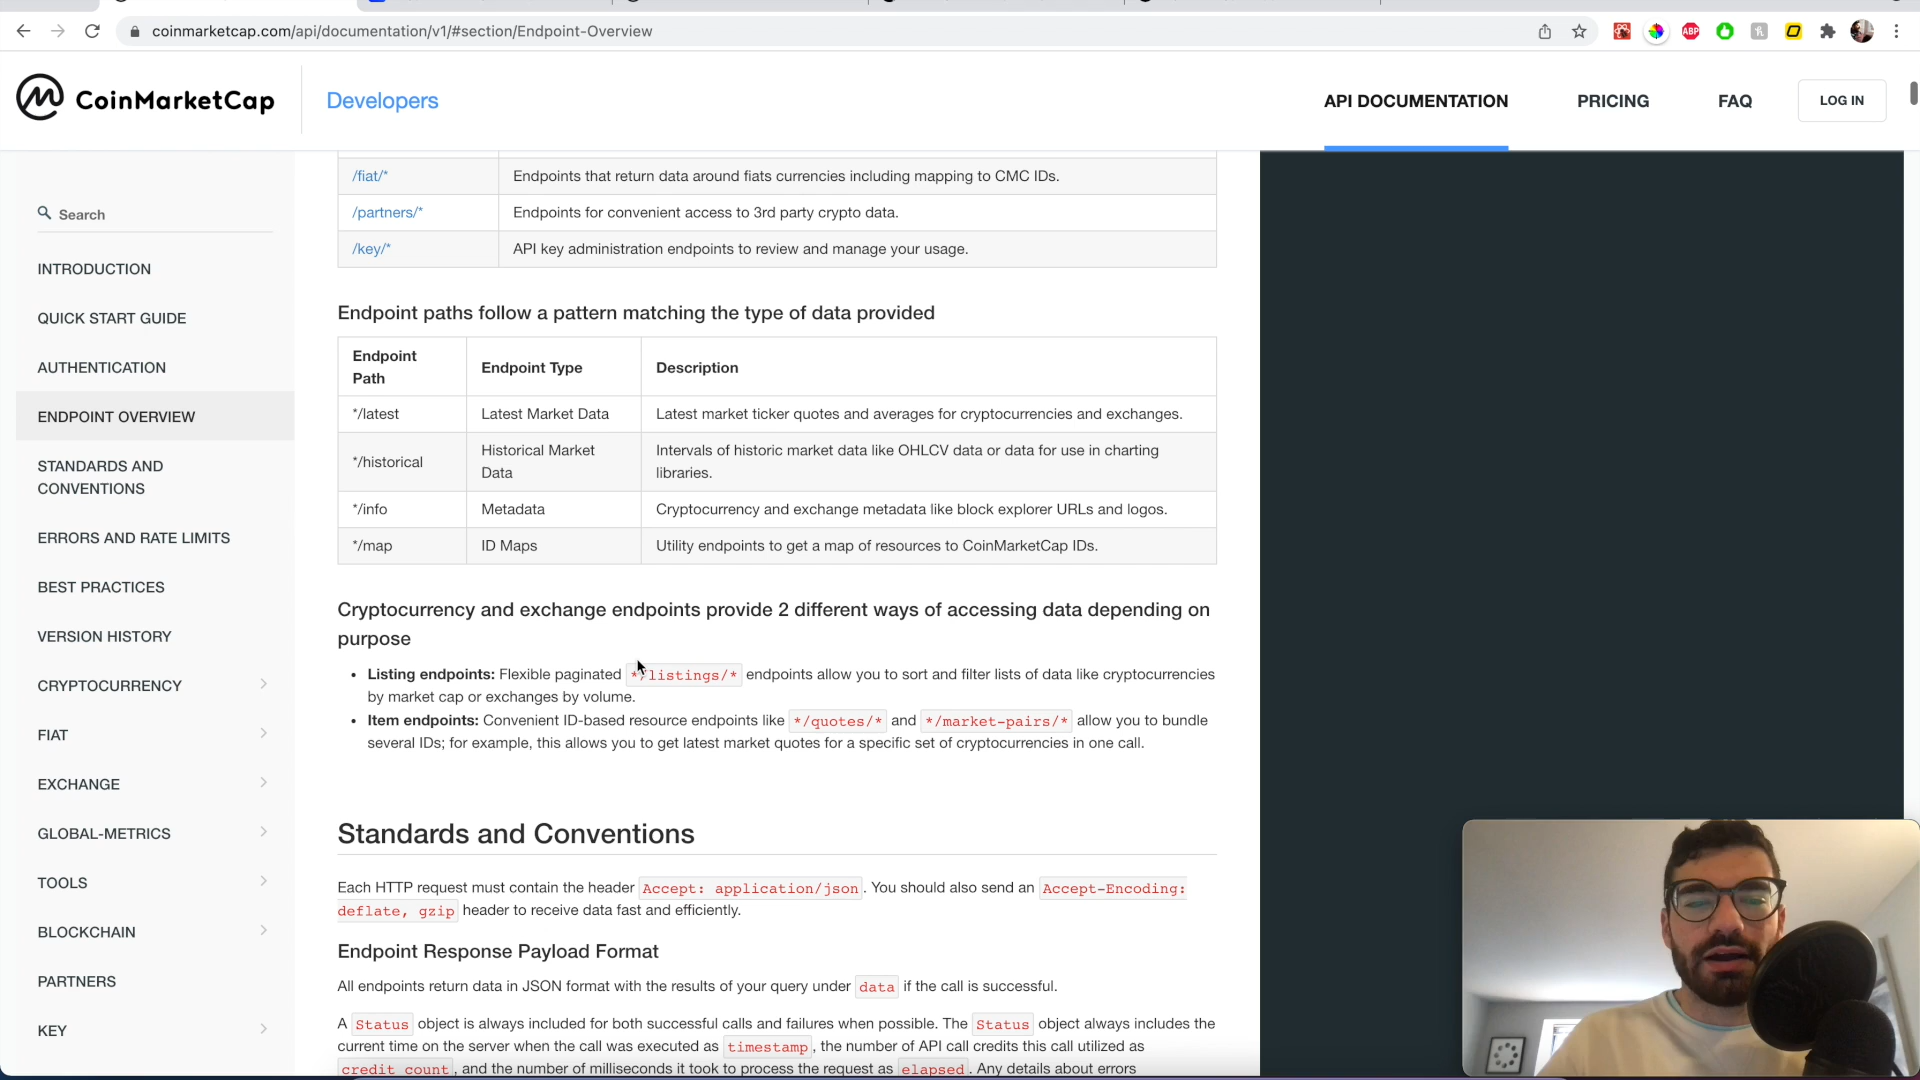 coinmarketcap.com/api/documentation/v1/#section/Endpoint-Overview
ABP
CoinMarketCap
Developers
API DOCUMENTATION
PRICING
FAQ
LOG IN
Search
INTRODUCTION
QUICK START GUIDE
AUTHENTICATION
ENDPOINT OVERVIEW
STANDARDS AND
CONVENTIONS
ERRORS AND RATE LIMITS
BEST PRACTICES
VERSION HISTORY
CRYPTOCURRENCY
FIAT
EXCHANGE
GLOBAL-METRICS
TOOLS
BLOCKCHAIN
PARTNERS
KEY
/fiat/* Endpoints that return data around fiats currencies including mapping to CMC IDs.
/partners/* Endpoints for convenient access to 3rd party crypto data.
/key/* API key administration endpoints to review and manage your usage.
Endpoint paths follow a pattern matching the type of data provided
Endpoint
Path
Endpoint Type
Description
*/latest Latest Market Data Latest market ticker quotes and averages for cryptocurrencies and exchanges.
*/historical
Historical Market
Data
Intervals of historic market data like OHLCV data or data for use in charting
libraries.
*/info Metadata Cryptocurrency and exchange metadata like block explorer URLs and logos.
*/map ID Maps Utility endpoints to get a map of resources to CoinMarketCap IDs.
Cryptocurrency and exchange endpoints provide 2 different ways of accessing data depending on
purpose
• Listing endpoints: Flexible paginated */listings/* endpoints allow you to sort and filter lists of data like cryptocurrencies
by market cap or exchanges by volume.
• Item endpoints: Convenient ID-based resource endpoints like */quotes/* and */market-pairs/* allow you to bundle
several IDs; for example, this allows you to get latest market quotes for a specific set of cryptocurrencies in one call.
Standards and Conventions
Each HTTP request must contain the header Accept: application/json. You should also send an Accept-Encoding:
deflate, gzip header to receive data fast and efficiently.
Endpoint Response Payload Format
All endpoints return data in JSON format with the results of your query under data if the call is successful.
A Status object is always included for both successful calls and failures when possible. The Status object always includes the
current time on the server when the call was executed as timestamp, the number of API call credits this call utilized as
credit_count, and the number of milliseconds it took to process the request as elapsed. Any details about errors